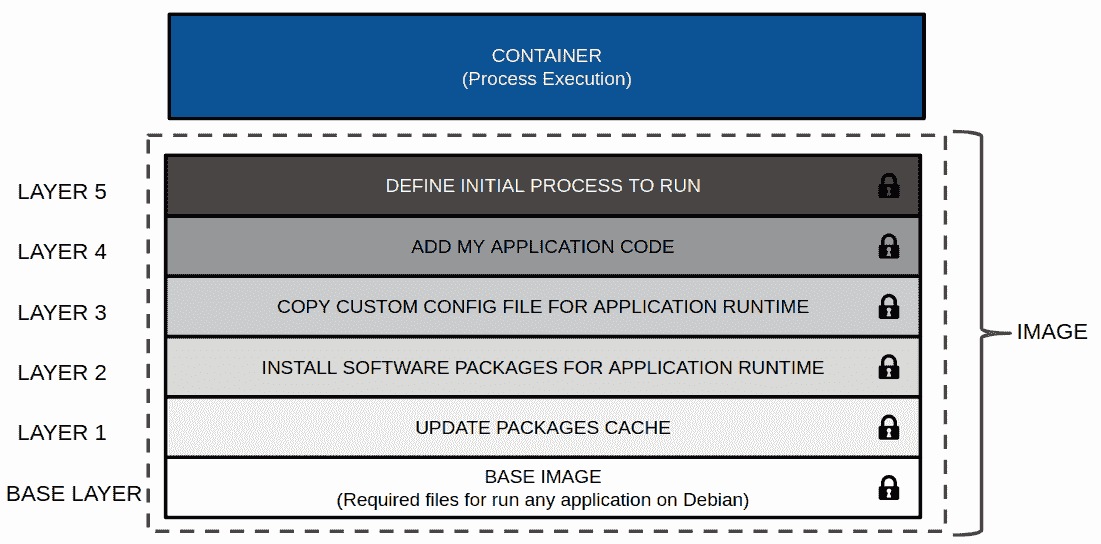 CONTAINER
(Process Execution)
LAYER 5
DEFINE INITIAL PROCESS TO RUN
LAYER 4
ADD MY APPLICATION CODE
LAYER 3
COPY CUSTOM CONFIG FILE FOR APPLICATION RUNTIME
IMAGE
LAYER 2
INSTALL SOFTWARE PACKAGES FOR APPLICATION RUNTIME
LAYER 1
UPDATE PACKAGES CACHE
BASE LAYER
BASE IMAGE
(Required files for run any application on Debian)